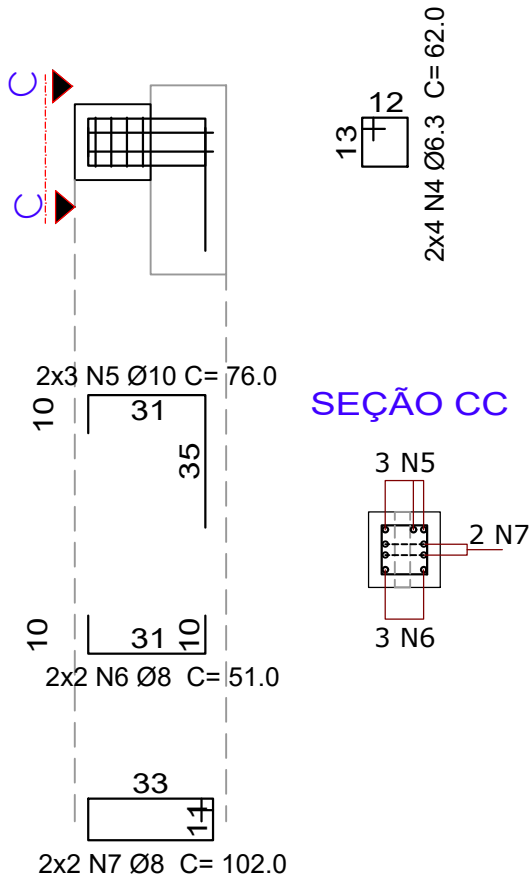 C
C
12
13
2x4 N4 Ø6.3 C= 62.0
2x3 N5 Ø10 C= 76.0
10
31
35
SEÇÃO CC
3 N5
2 N7
3 N6
10
31
10
2x2 N6 Ø8 C= 51.0
33
11
2x2 N7 Ø8 C= 102.0